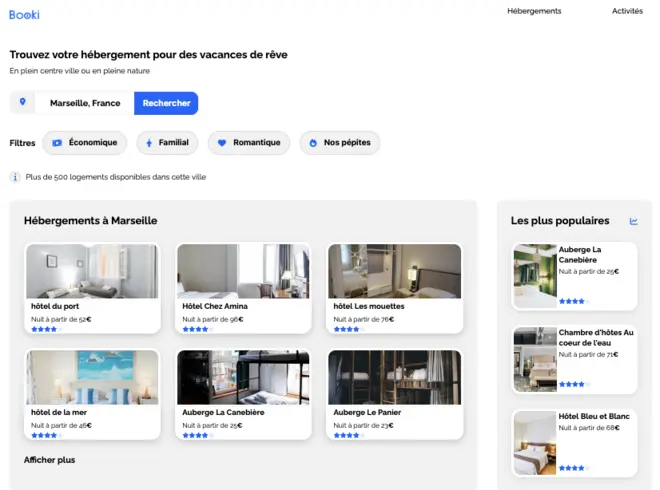 Booki
Hébergements
Activités
Trouvez votre hébergement pour des vacances de rêve
En plein centre ville ou en pleine nature
Marseille, France
Rechercher
Filtres
Économique
Familial
Romantique
Nos pépites
Plus de 500 logements disponibles dans cette ville
Hébergements à Marseille
hôtel du port
Nuit à partir de 52€
Hôtel Chez Amina
Nuit à partir de 96€
hôtel Les mouettes
Nuit à partir de 76€
hôtel de la mer
Nuit à partir de 46€
Auberge La Canebière
Nuit à partir de 25€
Auberge Le Panier
Nuit à partir de 23€
Afficher plus
Les plus populaires
Auberge La
Canebière
Nuit à partir de 25€
Chambre d'hôtes Au
coeur de l'eau
Nuit à partir de 71€
Hôtel Bleu et Blanc
Nuit à partir de 68€